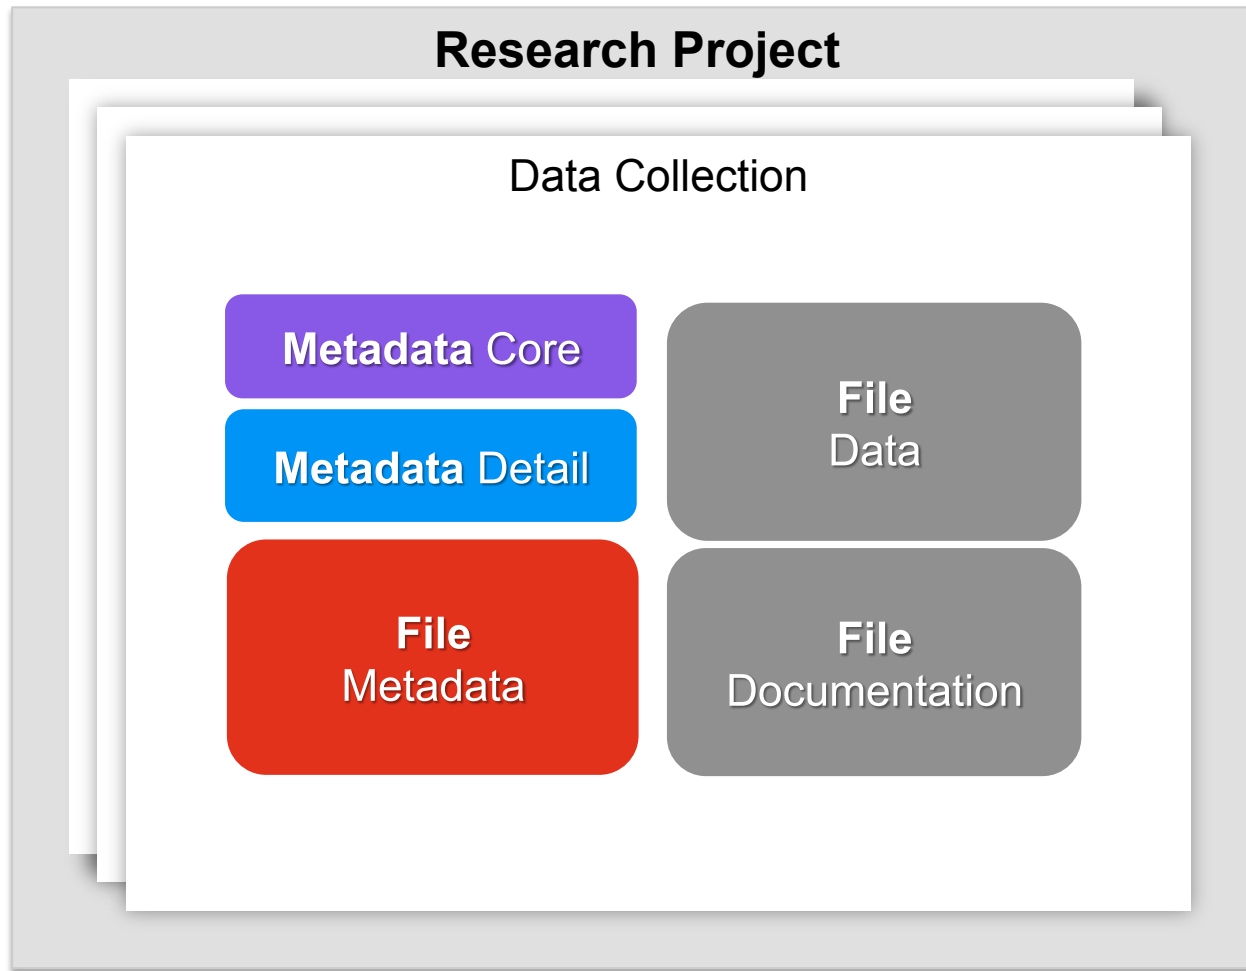 Research Project
Data Collection
Metadata Core
Metadata Detail
File
Metadata
File
Data
File
Documentation